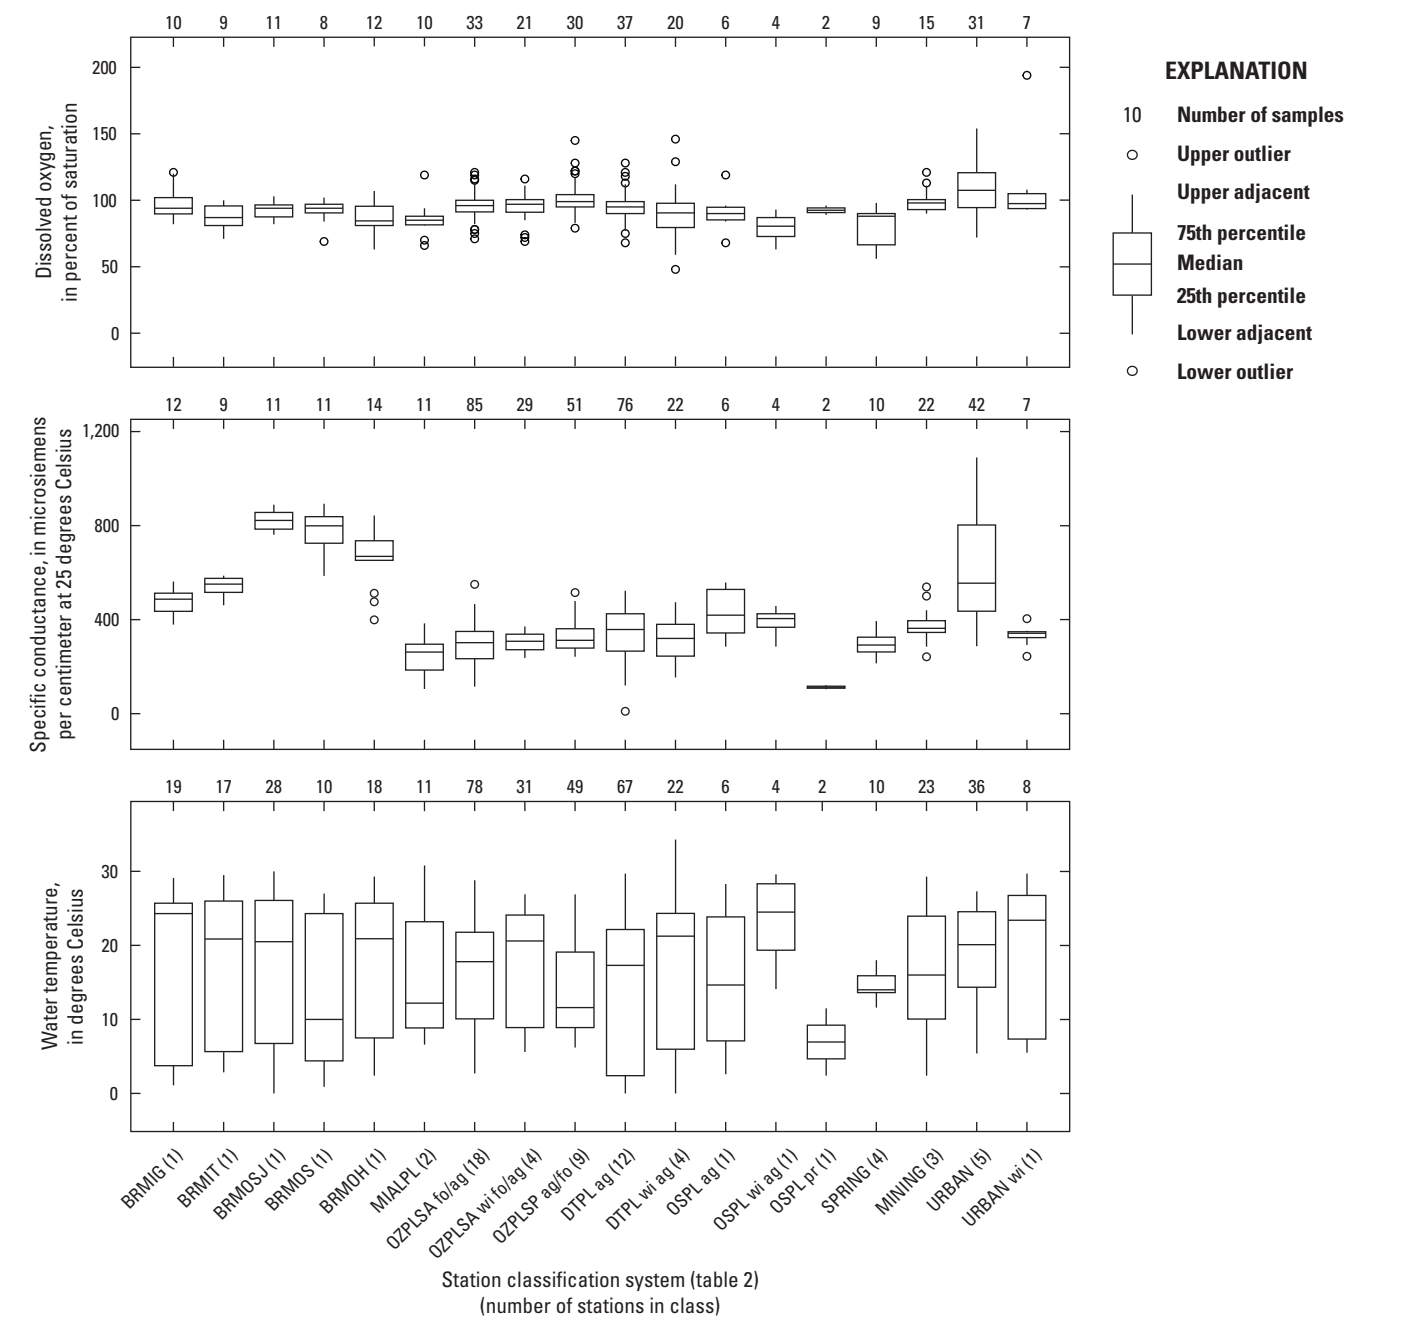 10 9 11 8 12 10 33 21 30 37 20 6 4 2 9 15 31 7
200
150
100
50
0
Dissolved oxygen,
in percent of saturation
EXPLANATION
10 Number of samples
Upper outlier
Upper adjacent
75th percentile
Median
25th percentile
Lower adjacent
Lower outlier
12 9 11 11 14 11 85 29 51 76 22 6 4 2 10 22 42 7
1,200
800
400
0
Specific conductance, in microsiemens
per centimeter at 25 degrees Celsius
19 17 28 10 18 11 78 31 49 67 22 6 4 2 10 23 36 8
30
20
10
0
Water temperature,
in degrees Celsius
BRMIG (1)
BRMIT (1)
BRMOSJ (1)
BRMOS (1)
BRMOH (1)
MIALPL (2)
OZPLSA fo/ag (18)
OZPLSA wi fo/ag (4)
OZPLSP ag/fo (9)
DTPL ag (12)
DTPL wi ag (4)
OSPL ag (1)
OSPL wi ag (1)
OSPL pr (1)
SPRING (4)
MINING (3)
URBAN (5)
URBAN wi (1)
Station classification system (table 2)
(number of stations in class)